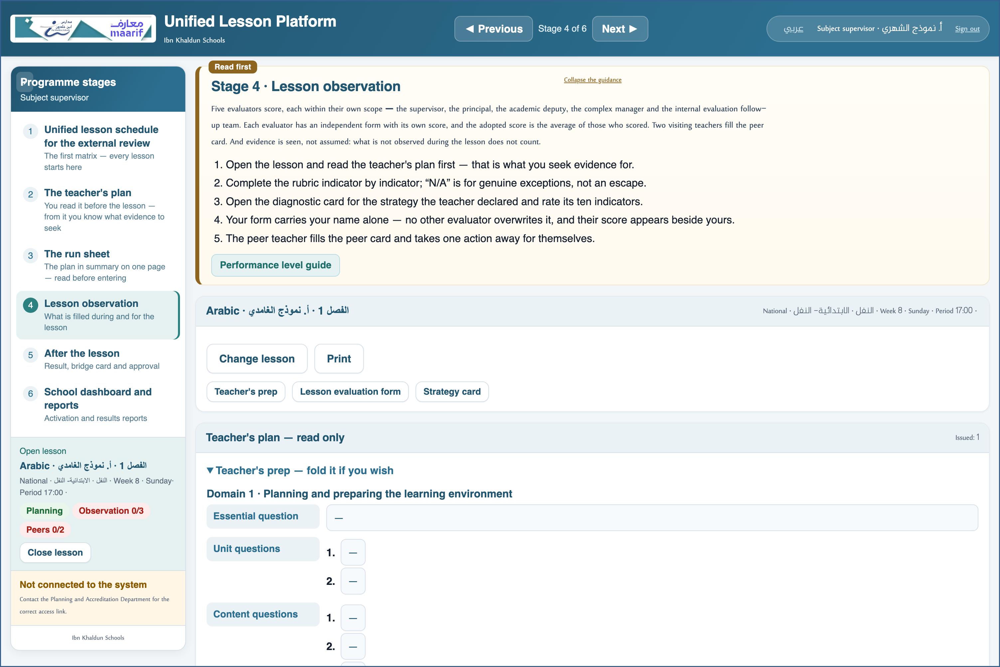 مدارس
ابن خلدون
Ibn Khaldun Schools
معارف
maarif
Unified Lesson Platform
Ibn Khaldun Schools
◀ Previous
Stage 4 of 6
Next ▶
عربي
Subject supervisor · أ. نموذج الشهري
Sign out
Programme stages
Subject supervisor
1
Unified lesson schedule
for the external review
The first matrix — every lesson
starts here
2
The teacher's plan
You read it before the lesson —
from it you know what evidence to
seek
3
The run sheet
The plan in summary on one page
— read before entering
4
Lesson observation
What is filled during and for the
lesson
5
After the lesson
Result, bridge card and approval
6
School dashboard and
reports
Activation and results reports
Open lesson
Arabic · الفصل 1 · أ. نموذج الغامدي
National · النفل · الابتدائية- النفل · Week 8 · Sunday·
Period 17:00 ·
Planning
Observation 0/3
Peers 0/2
Close lesson
Not connected to the system
Contact the Planning and Accreditation Department for the
correct access link.
Ibn Khaldun Schools
Read first
Stage 4 · Lesson observation
Collapse the guidance
Five evaluators score, each within their own scope — the supervisor, the principal, the academic deputy, the complex manager and the internal evaluation follow-
up team. Each evaluator has an independent form with its own score, and the adopted score is the average of those who scored. Two visiting teachers fill the peer
card. And evidence is seen, not assumed: what is not observed during the lesson does not count.
1. Open the lesson and read the teacher's plan first — that is what you seek evidence for.
2. Complete the rubric indicator by indicator; “N/A” is for genuine exceptions, not an escape.
3. Open the diagnostic card for the strategy the teacher declared and rate its ten indicators.
4. Your form carries your name alone — no other evaluator overwrites it, and their score appears beside yours.
5. The peer teacher fills the peer card and takes one action away for themselves.
Performance level guide
Arabic · الفصل 1 · أ. نموذج الغامدي
National · النفل · الابتدائية- النفل · Week 8 · Sunday · Period 17:00 ·
Change lesson
Print
Teacher's prep
Lesson evaluation form
Strategy card
Teacher's plan — read only
Issued: 1
▼ Teacher's prep — fold it if you wish
Domain 1 · Planning and preparing the learning environment
Essential question
—
Unit questions
1. —
2. —
Content questions
1. —
2. —